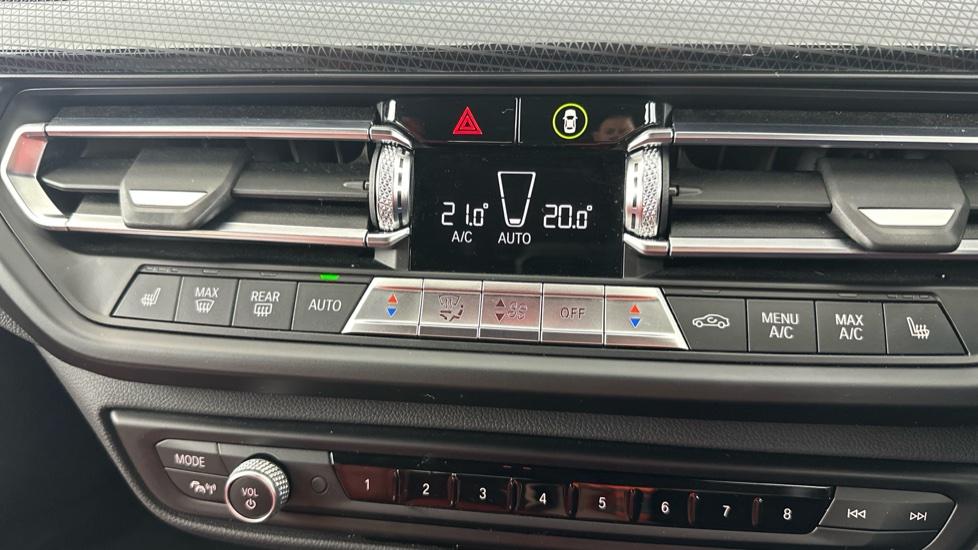 21.0° 20.0°
A/C AUTO
MAX REAR AUTO OFF MENU A/C MAX A/C
MODE
VOL 1 2 3 4 5 6 7 8